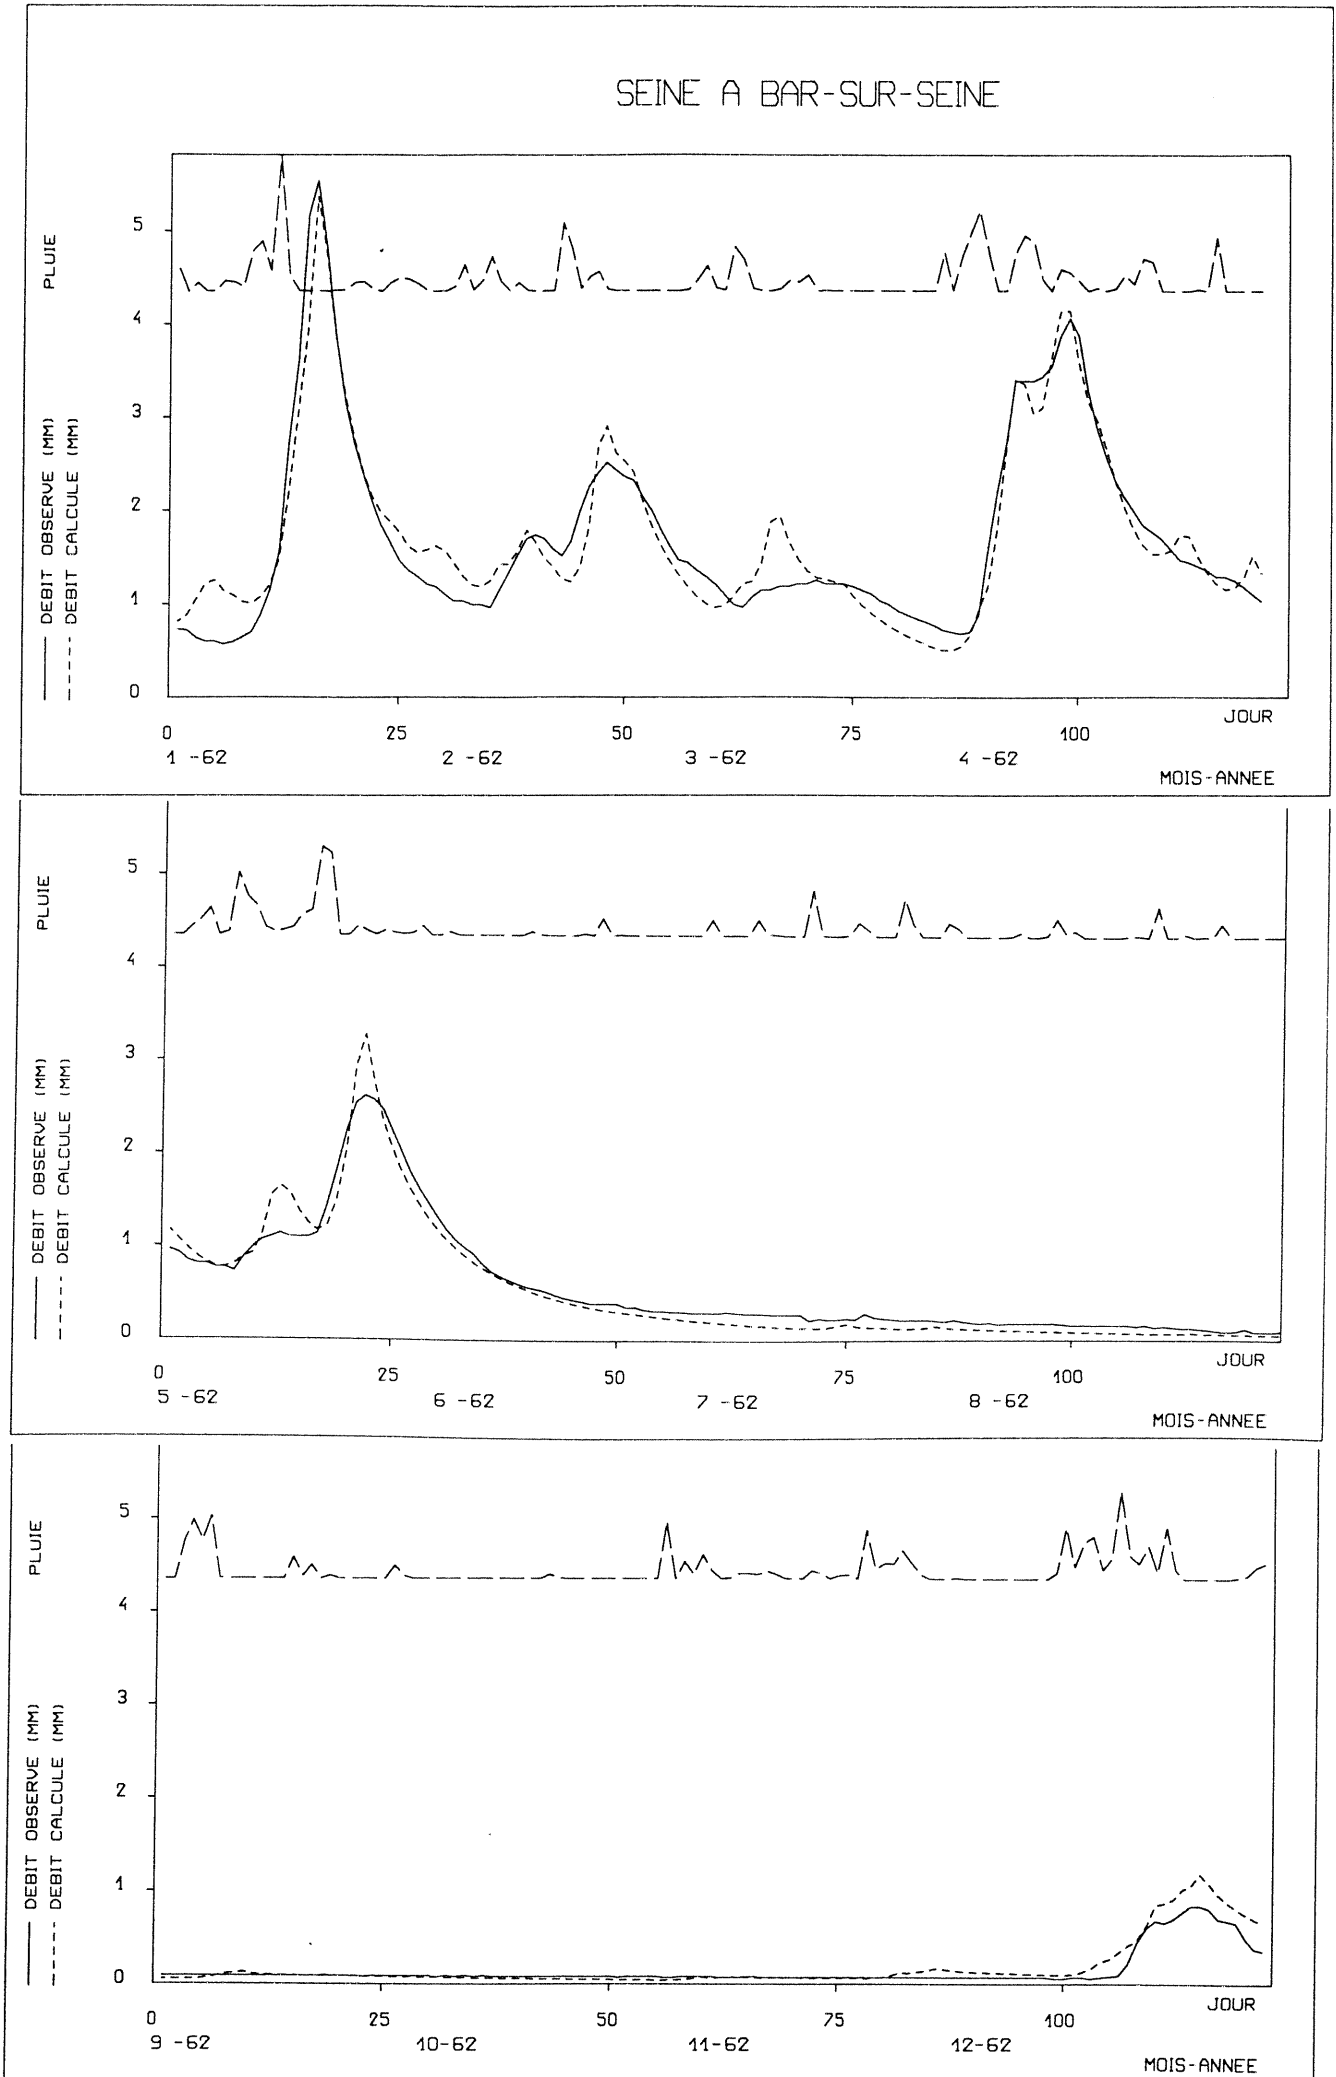 SEINE A BAR-SUR-SEINE
PLUIE
DEBIT OBSERVE (MM)
DEBIT CALCULE (MM)
5
4
3
2
1
0
0 25 50 75 100 JOUR
1 -62 2 -62 3 -62 4 -62
MOIS-ANNEE
PLUIE
DEBIT OBSERVE (MM)
DEBIT CALCULE (MM)
5
4
3
2
1
0
0 25 50 75 100 JOUR
5 -62 6 -62 7 -62 8 -62
MOIS-ANNEE
PLUIE
DEBIT OBSERVE (MM)
DEBIT CALCULE (MM)
5
4
3
2
1
0
0 25 50 75 100 JOUR
9 -62 10-62 11-62 12-62
MOIS-ANNEE